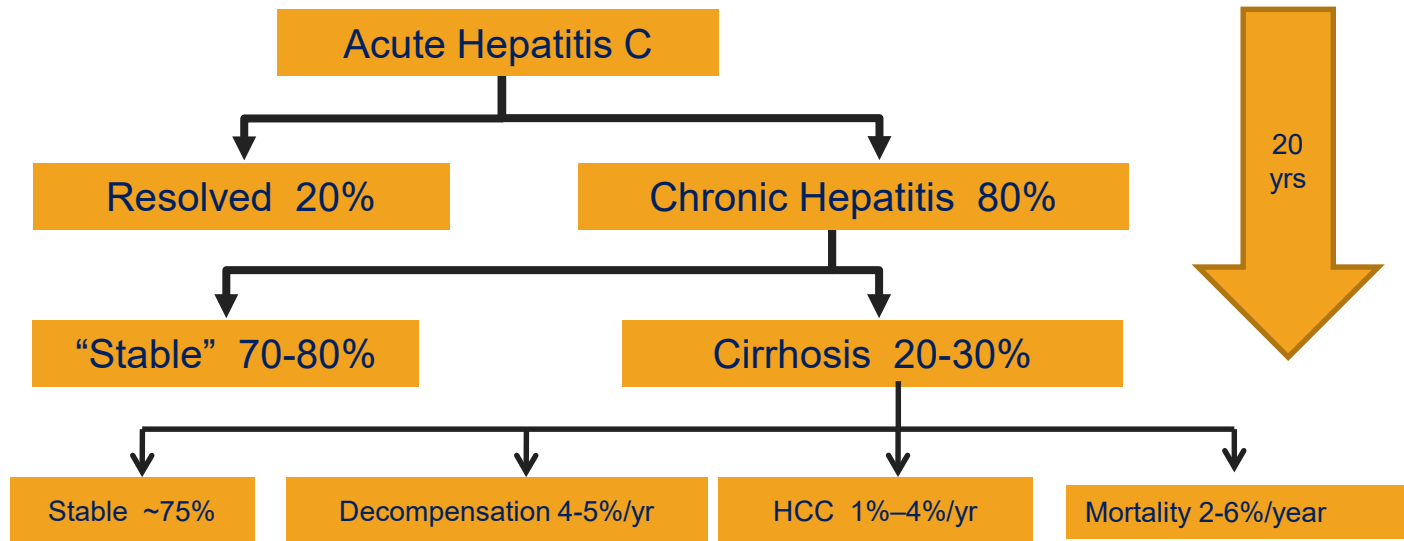 Acute Hepatitis C
20
yrs
Resolved 20%
Chronic Hepatitis 80%
“Stable” 70-80%
Cirrhosis 20-30%
Stable ~75%
Decompensation 4-5%/yr
HCC 1%–4%/yr
Mortality 2-6%/year